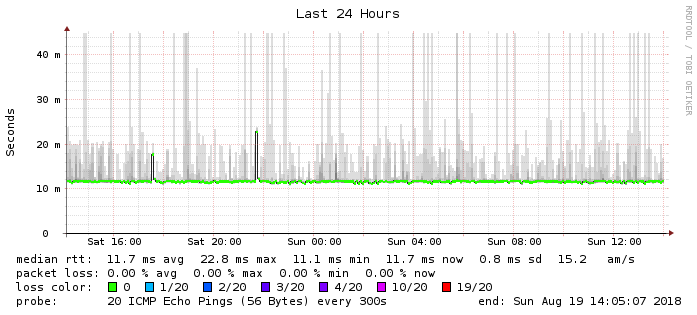 Last 24 Hours
RRDTOOL / TOBI OETIKER
Seconds
40 m
30 m
20 m
10 m
0
Sat 16:00 Sat 20:00 Sun 00:00 Sun 04:00 Sun 08:00 Sun 12:00
median rtt: 11.7 ms avg 22.8 ms max 11.1 ms min 11.7 ms now 0.8 ms sd 15.2 am/s
packet loss: 0.00 % avg 0.00 % max 0.00 % min 0.00 % now
loss color: 0 1/20 2/20 3/20 4/20 10/20 19/20
probe: 20 ICMP Echo Pings (56 Bytes) every 300s end: Sun Aug 19 14:05:07 2018